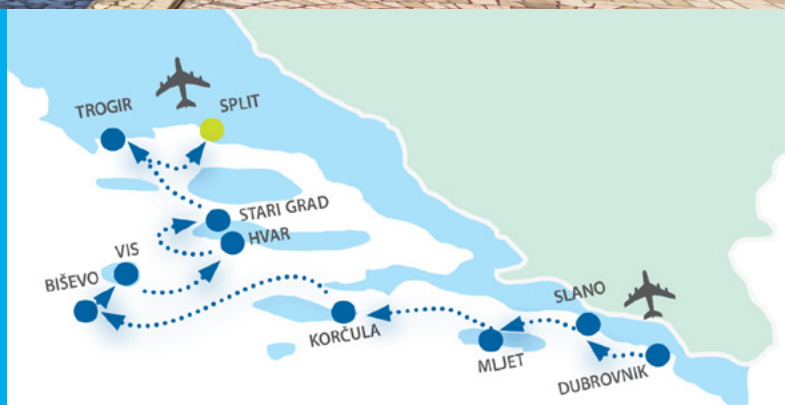 TROGIR
SPLIT
STARI GRAD
HVAR
VIS
BIŠEVO
KORČULA
MLJET
SLANO
DUBROVNIK